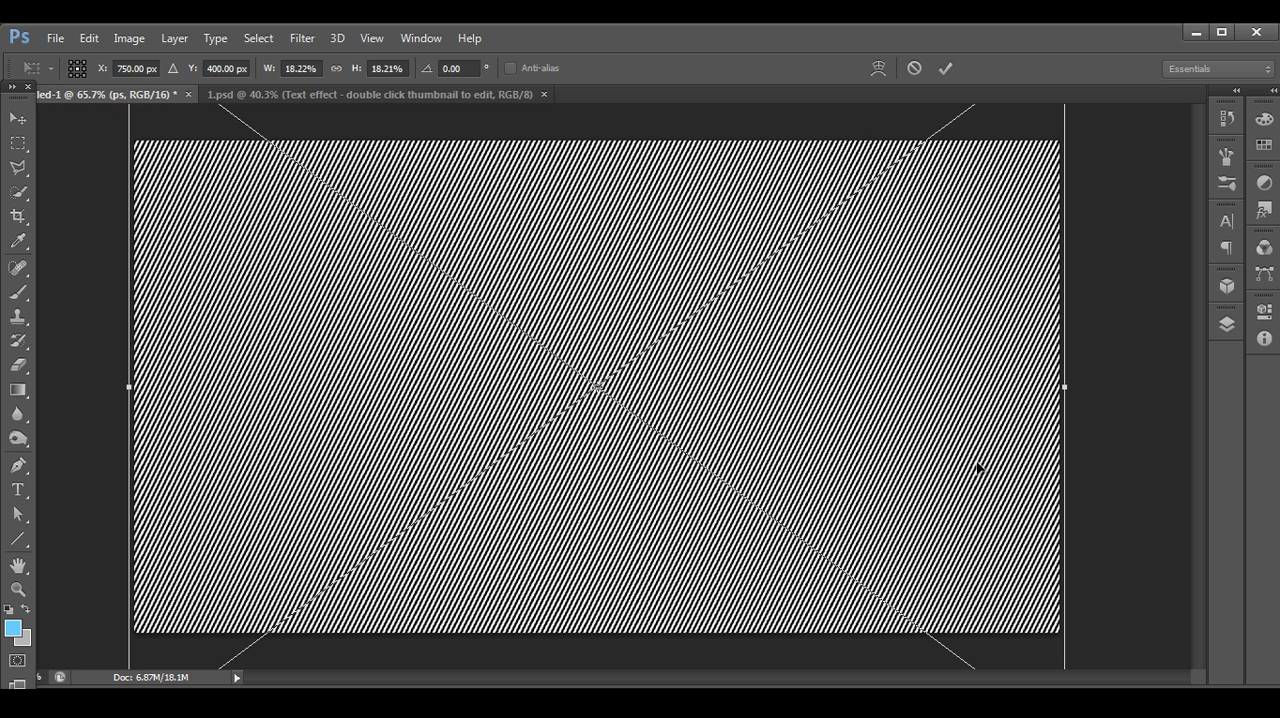 Ps File Edit Image Layer Type Select Filter 3D View Window Help
X: 750.00 px Y: 400.00 px W: 18.22% H: 18.21% 0.00 ° Anti-alias Essentials
led-1 @ 65.7% (ps, RGB/16) * × 1.psd @ 40.3% (Text effect - double click thumbnail to edit, RGB/8) ×
% Doc: 6.87M/18.1M